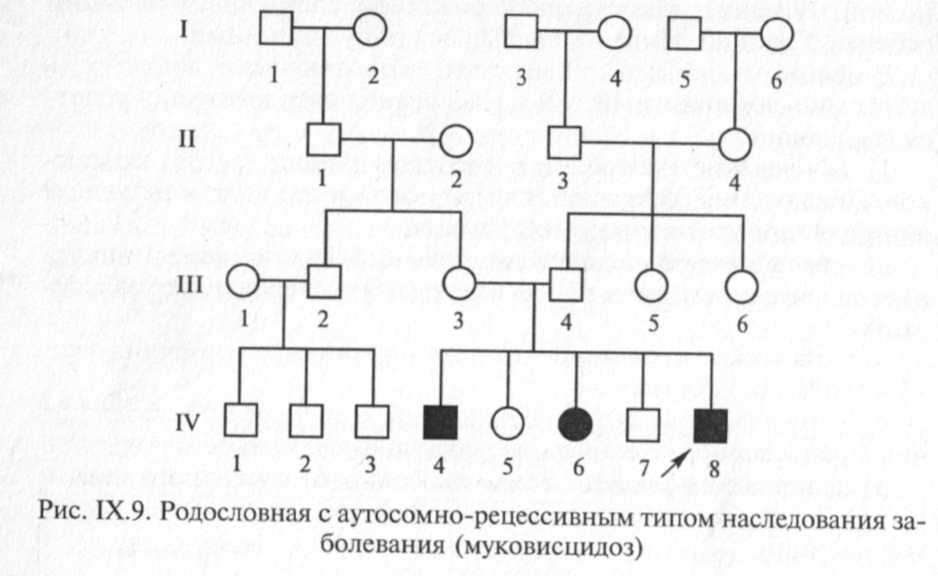 I
1 2 3 4 5 6
II
1 2 3 4
III
1 2 3 4 5 6
IV
1 2 3 4 5 6 7 8
Рис. IX.9. Родословная с аутосомно-рецессивным типом наследования за-
болевания (муковисцидоз)